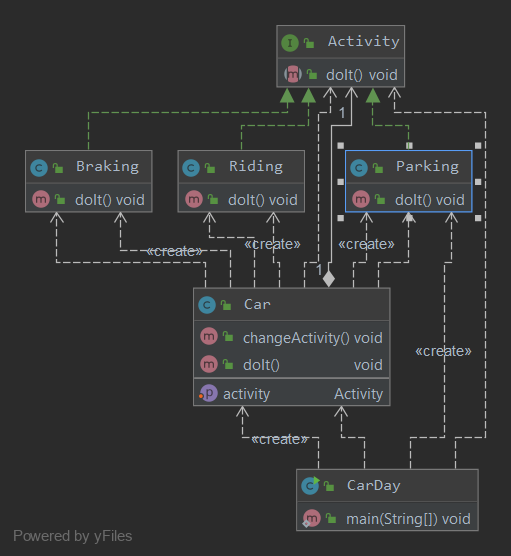 I Activity
m doIt() void
1
C Braking
m doIt() void
C Riding
m doIt() void
C Parking
m doIt() void
«create»
«create»
«create»
1
C Car
m changeActivity() void
m doIt() void
p activity Activity
«create»
«create»
C CarDay
m main(String[]) void
Powered by yFiles